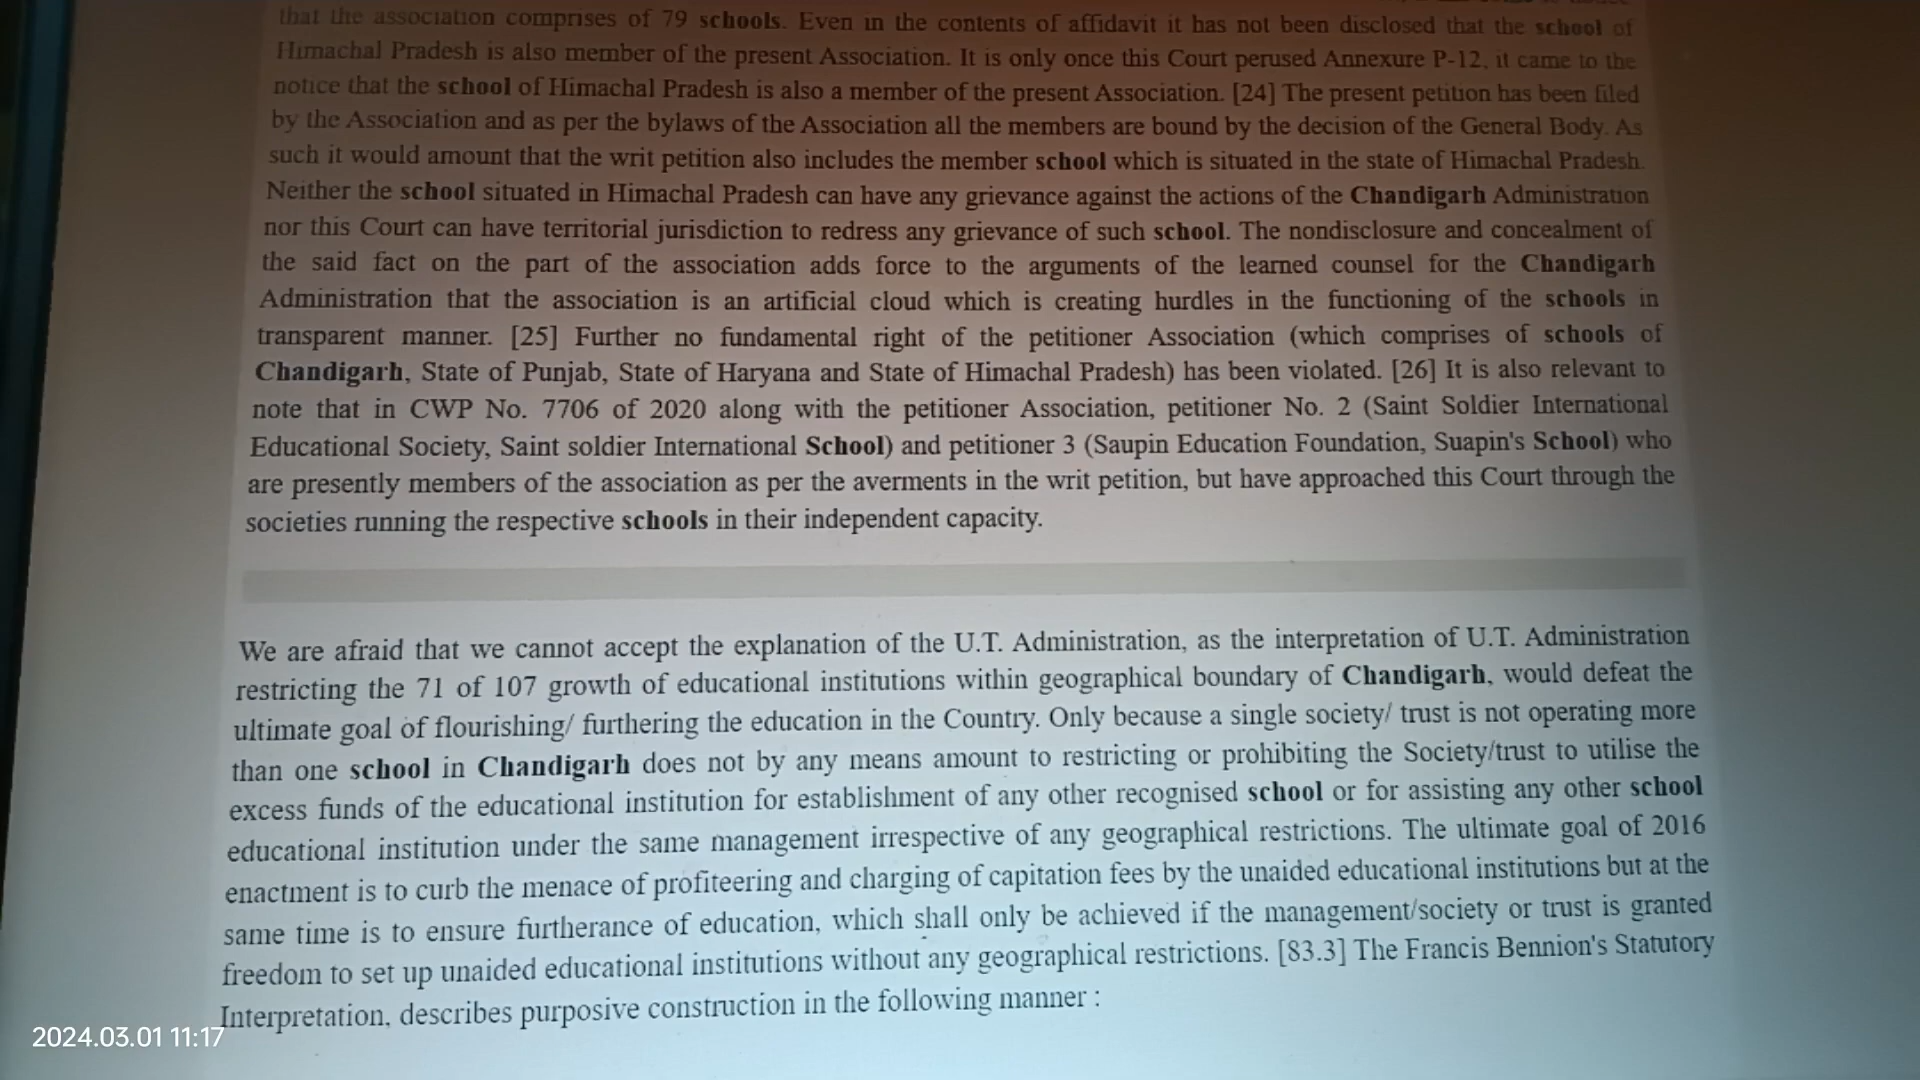 that the association comprises of 79 schools. Even in the contents of affidavit it has not been disclosed that the school of
Himachal Pradesh is also member of the present Association. It is only once this Court perused Annexure P-12, it came to the
notice that the school of Himachal Pradesh is also a member of the present Association. [24] The present petition has been filed
by the Association and as per the bylaws of the Association all the members are bound by the decision of the General Body. As
such it would amount that the writ petition also includes the member school which is situated in the state of Himachal Pradesh.
Neither the school situated in Himachal Pradesh can have any grievance against the actions of the Chandigarh Administration
nor this Court can have territorial jurisdiction to redress any grievance of such school. The nondisclosure and concealment of
the said fact on the part of the association adds force to the arguments of the learned counsel for the Chandigarh
Administration that the association is an artificial cloud which is creating hurdles in the functioning of the schools in
transparent manner. [25] Further no fundamental right of the petitioner Association (which comprises of schools of
Chandigarh, State of Punjab, State of Haryana and State of Himachal Pradesh) has been violated. [26] It is also relevant to
note that in CWP No. 7706 of 2020 along with the petitioner Association, petitioner No. 2 (Saint Soldier International
Educational Society, Saint soldier International School) and petitioner 3 (Saupin Education Foundation, Suapin's School) who
are presently members of the association as per the averments in the writ petition, but have approached this Court through the
societies running the respective schools in their independent capacity.
We are afraid that we cannot accept the explanation of the U.T. Administration, as the interpretation of U.T. Administration
restricting the 71 of 107 growth of educational institutions within geographical boundary of Chandigarh, would defeat the
ultimate goal of flourishing/ furthering the education in the Country. Only because a single society/ trust is not operating more
than one school in Chandigarh does not by any means amount to restricting or prohibiting the Society/trust to utilise the
excess funds of the educational institution for establishment of any other recognised school or for assisting any other school
educational institution under the same management irrespective of any geographical restrictions. The ultimate goal of 2016
enactment is to curb the menace of profiteering and charging of capitation fees by the unaided educational institutions but at the
same time is to ensure furtherance of education, which shall only be achieved if the management/society or trust is granted
freedom to set up unaided educational institutions without any geographical restrictions. [83.3] The Francis Bennion's Statutory
Interpretation, describes purposive construction in the following manner :
2024.03.01 11:17